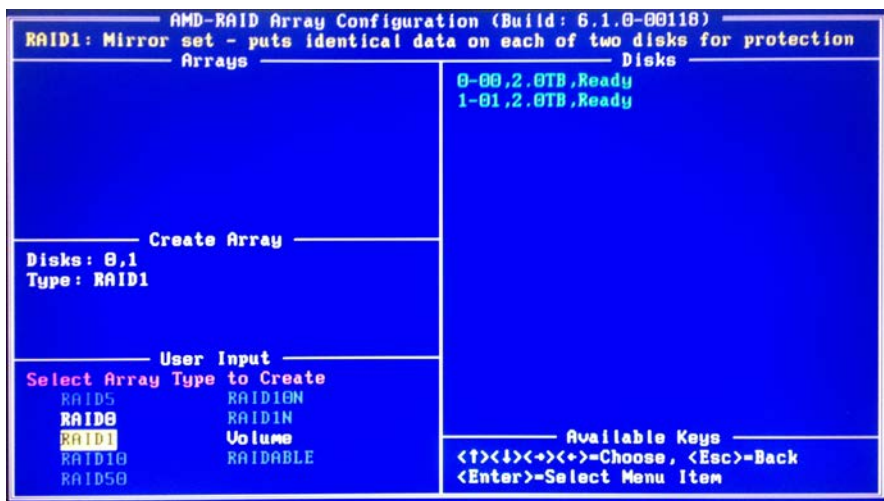 AMD-RAID Array Configuration (Build: 6.1.0-00118)
RAID1: Mirror set - puts identical data on each of two disks for protection
Arrays
Disks
0-00,2.0TB,Ready
1-01,2.0TB,Ready
Create Array
Disks: 0,1
Type: RAID1
User Input
Select Array Type to Create
RAID5 RAID10N
RAID0 RAID1N
RAID1 Volume
RAID10 RAIDABLE
RAID50
Available Keys
<↑><↓><→><←>=Choose, <Esc>=Back
<Enter>=Select Menu Item